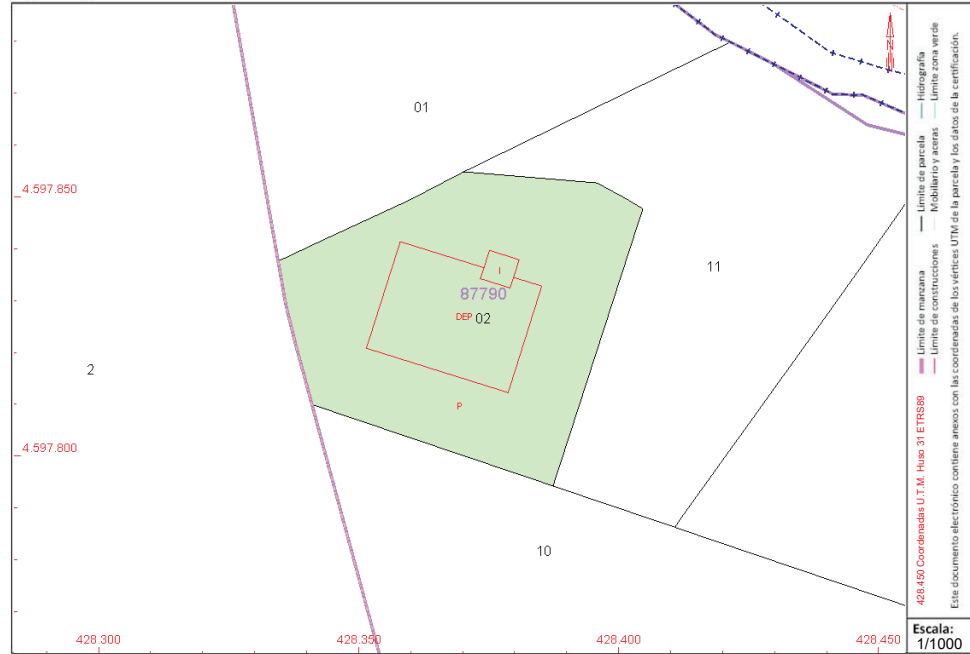 01
4.597.850
11
I
87790
DEP 02
2
P
4.597.800
10
428.300
428.350
428.400
428.450
428.450 Coordenadas U.T.M. Huso 31 ETRS89
Límite de manzana
Límite de parcela
Hidrografía
Límite de construcciones
Mobiliario y aceras
Límite zona verde
Este documento electrónico contiene anexos con las coordenadas de los vértices UTM de la parcela y los datos de la certificación.
Escala:
1/1000